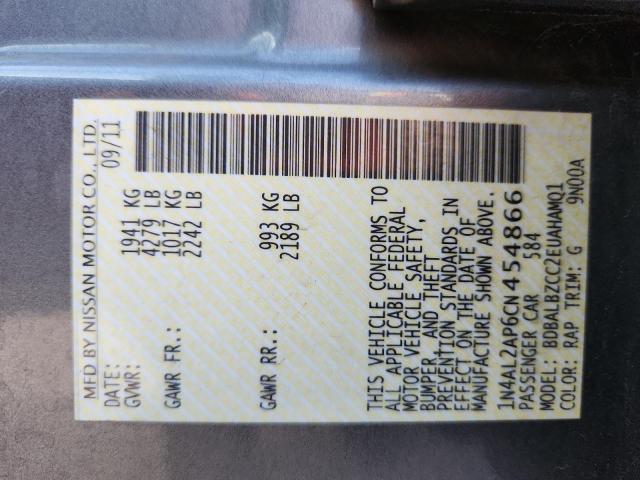 MFD BY NISSAN MOTOR CO., LTD.
DATE: 09/11
GVWR: 1941 KG
4279 LB
GAWR FR.: 1017 KG
2242 LB
GAWR RR.: 993 KG
2189 LB
THIS VEHICLE CONFORMS TO
ALL APPLICABLE FEDERAL
MOTOR VEHICLE SAFETY,
BUMPER, AND THEFT
PREVENTION STANDARDS IN
EFFECT ON THE DATE OF
MANUFACTURE SHOWN ABOVE.
1N4AL2AP6CN454866
PASSENGER CAR 584
MODEL: BDBALBZCC2EUAHAMQ1
COLOR: RAP TRIM: G 9N00A